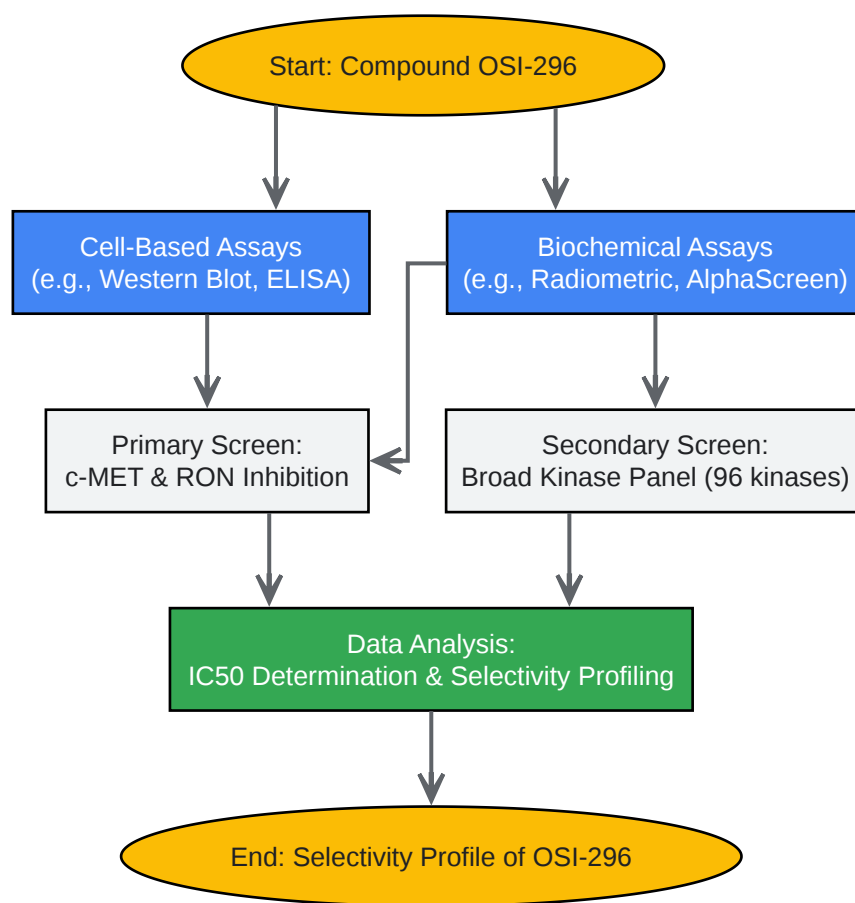 Start: Compound OSI-296
Cell-Based Assays
(e.g., Western Blot, ELISA)
Biochemical Assays
(e.g., Radiometric, AlphaScreen)
Primary Screen:
c-MET & RON Inhibition
Secondary Screen:
Broad Kinase Panel (96 kinases)
Data Analysis:
IC50 Determination & Selectivity Profiling
End: Selectivity Profile of OSI-296